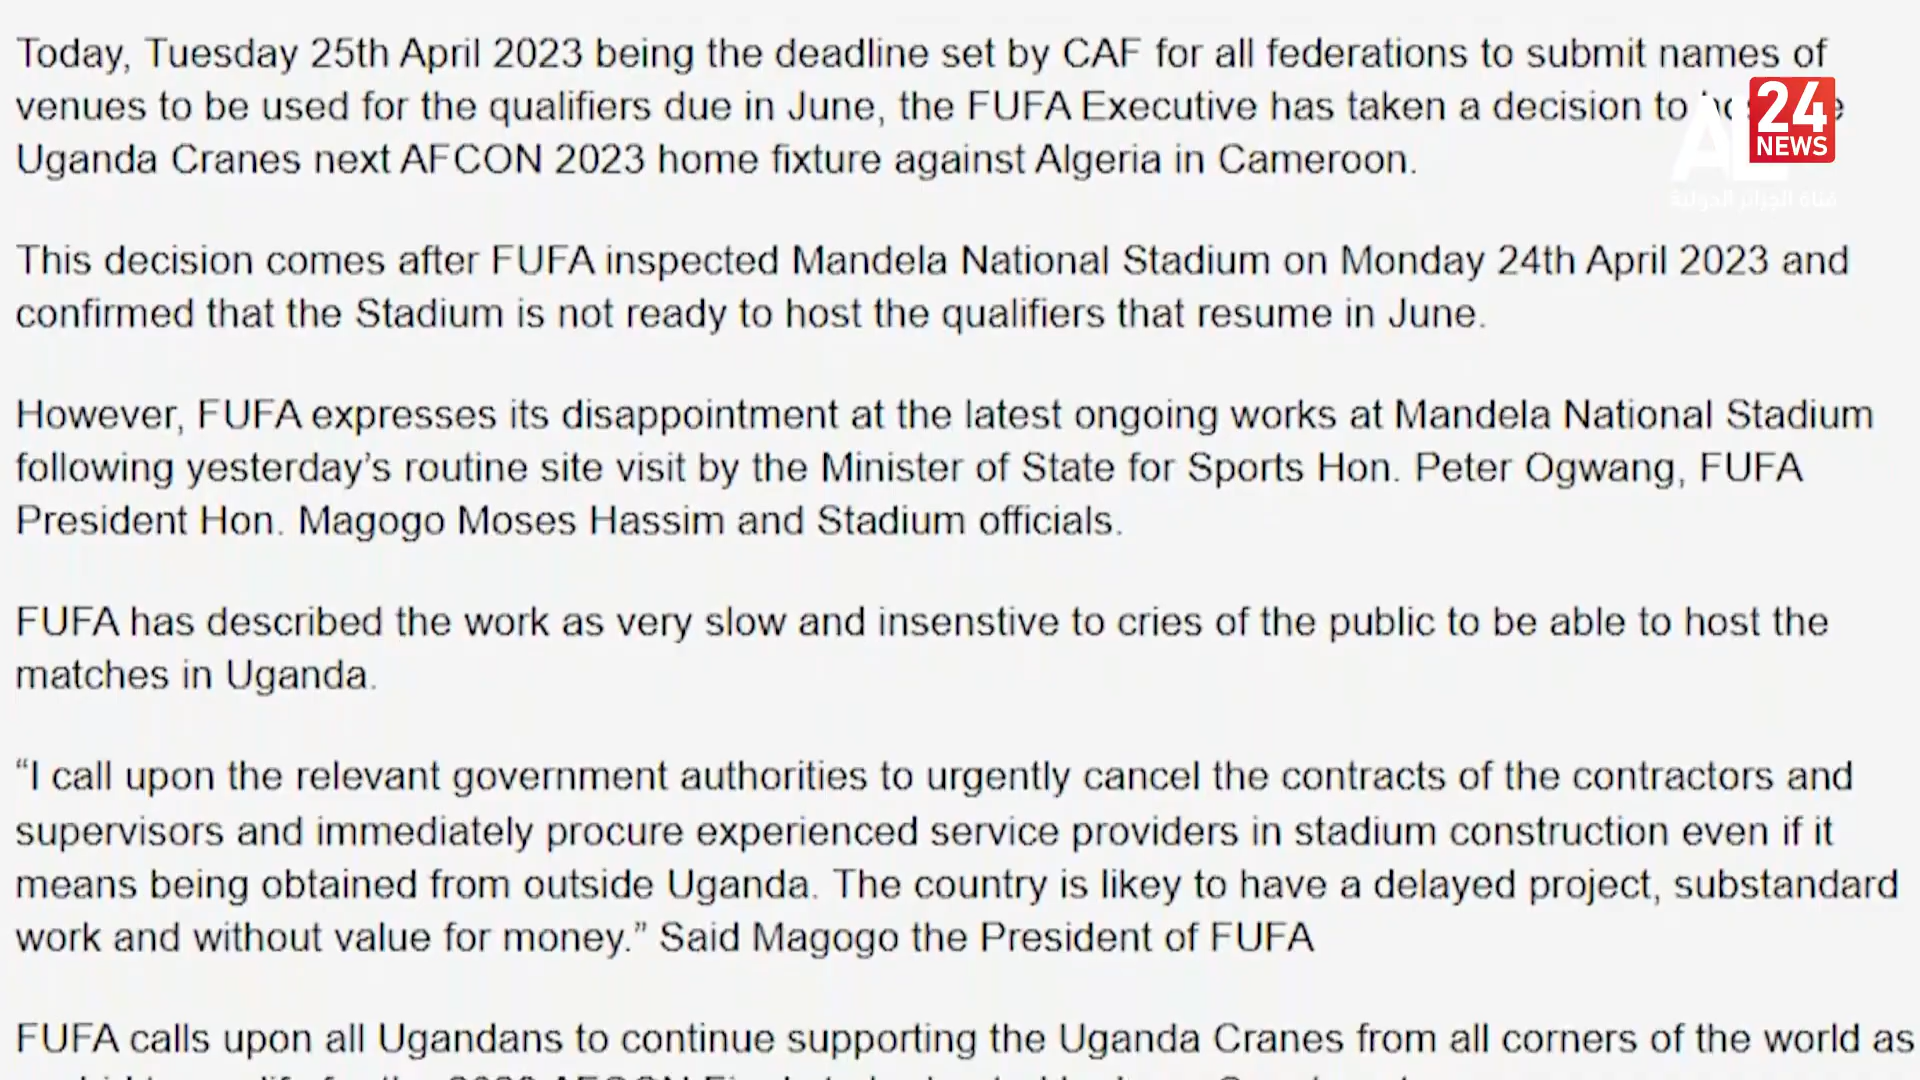 Today, Tuesday 25th April 2023 being the deadline set by CAF for all federations to submit names of
venues to be used for the qualifiers due in June, the FUFA Executive has taken a decision to
Uganda Cranes next AFCON 2023 home fixture against Algeria in Cameroon.
AL
24
NEWS
قناة الجزائر الدولية
This decision comes after FUFA inspected Mandela National Stadium on Monday 24th April 2023 and
confirmed that the Stadium is not ready to host the qualifiers that resume in June.
However, FUFA expresses its disappointment at the latest ongoing works at Mandela National Stadium
following yesterday’s routine site visit by the Minister of State for Sports Hon. Peter Ogwang, FUFA
President Hon. Magogo Moses Hassim and Stadium officials.
FUFA has described the work as very slow and insenstive to cries of the public to be able to host the
matches in Uganda.
“I call upon the relevant government authorities to urgently cancel the contracts of the contractors and
supervisors and immediately procure experienced service providers in stadium construction even if it
means being obtained from outside Uganda. The country is likey to have a delayed project, substandard
work and without value for money.” Said Magogo the President of FUFA
FUFA calls upon all Ugandans to continue supporting the Uganda Cranes from all corners of the world as